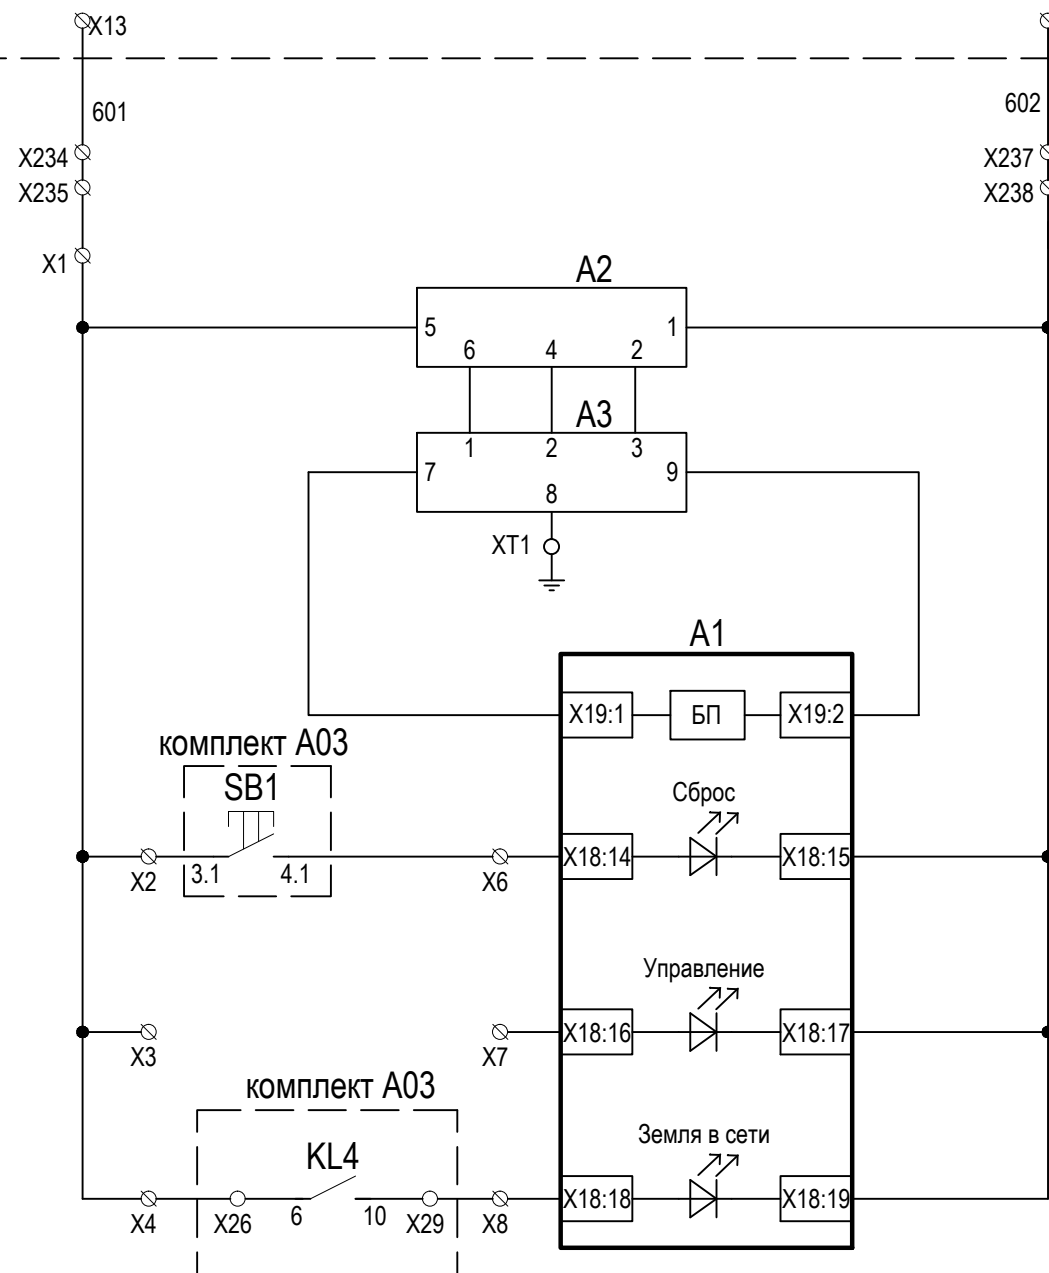 X13
601
602
X234
X237
X235
X238
X1
A2
5
1
6
4
2
A3
1
2
3
7
9
8
XT1
A1
X19:1
БП
X19:2
комплект A03
SB1
Сброс
X18:14
X18:15
3.1
4.1
X2
X6
Управление
X18:16
X18:17
X3
X7
комплект A03
Земля в сети
KL4
X18:18
X18:19
X4
X26
6
10
X29
X8